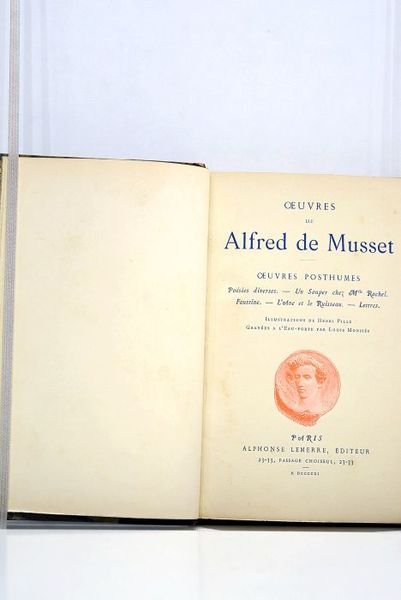 ŒUVRES
DE
Alfred de Musset
ŒUVRES POSTHUMES
Poésies diverses. — Un Souper chez Mlle Rachel.
Faustine. — L'âne et le Ruisseau. — Lettres.
ILLUSTRATIONS DE HENRI PILLE
GRAVÉES A L'EAU-FORTE PAR LOUIS MONZIÈS
PARIS
ALPHONSE LEMERRE, ÉDITEUR
23-33, PASSAGE CHOISEUL, 23-33